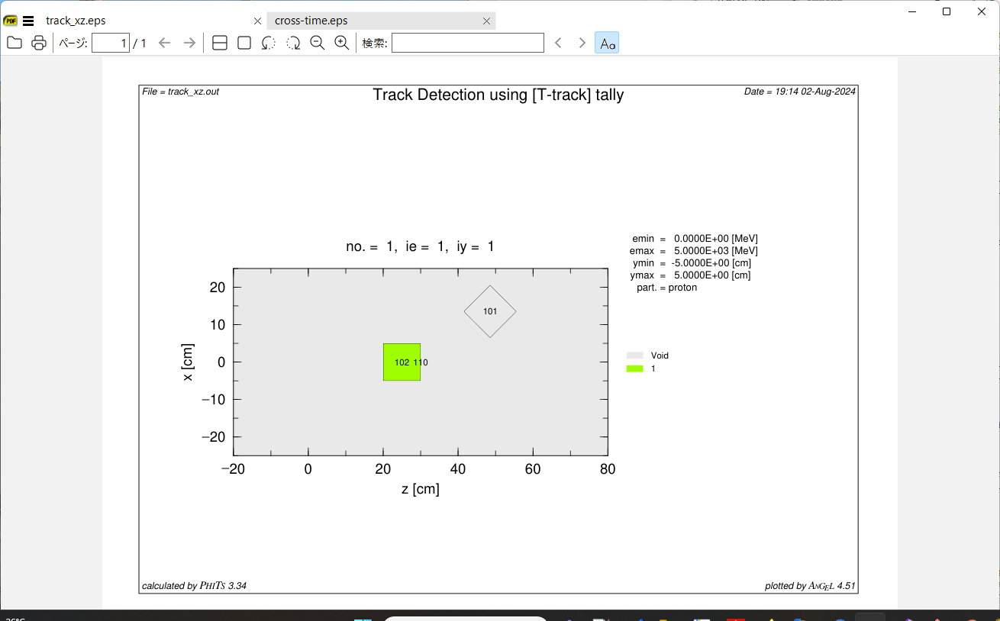 track_xz.eps
cross-time.eps
ページ: 1 / 1
検索:
Aa
File = track_xz.out
Track Detection using [T-track] tally
Date = 19:14 02-Aug-2024
no. = 1, ie = 1, iy = 1
emin = 0.0000E+00 [MeV]
emax = 5.0000E+03 [MeV]
ymin = -5.0000E+00 [cm]
ymax = 5.0000E+00 [cm]
part. = proton
20
10
0
−10
−20
x [cm]
101
102 110
Void
1
−20 0 20 40 60 80
z [cm]
calculated by PHITS 3.34
plotted by ANGEL 4.51